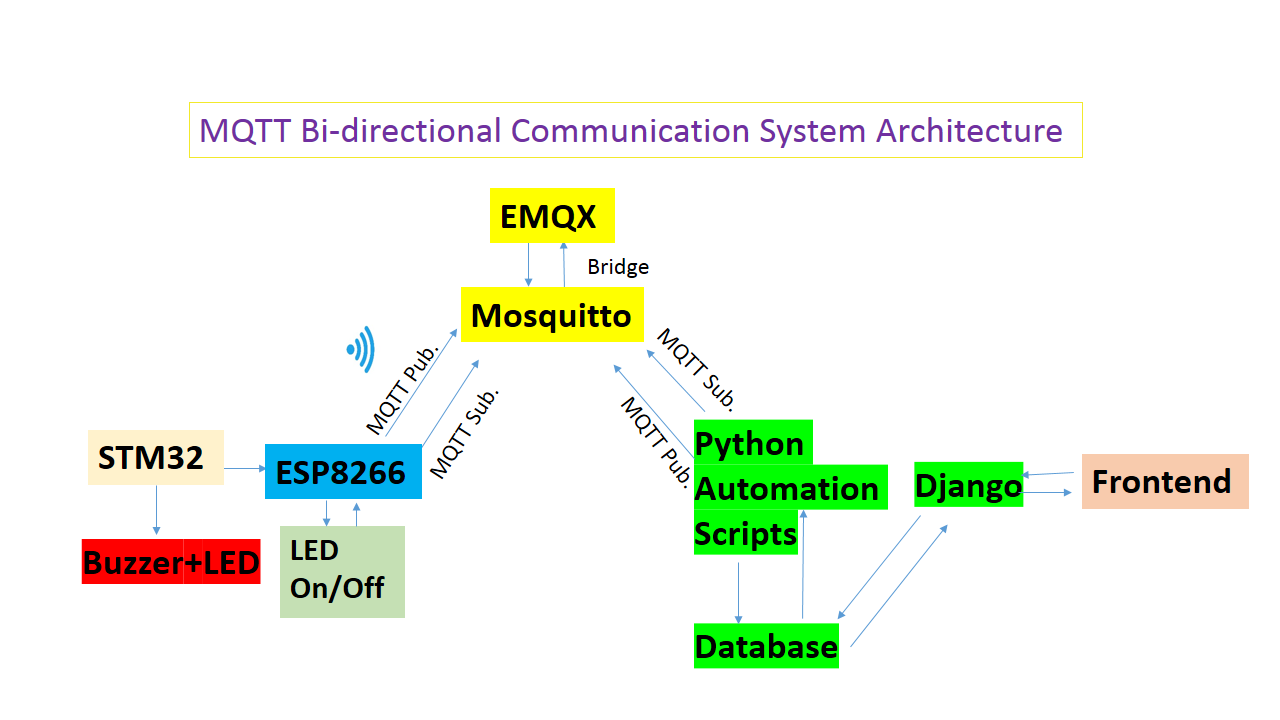 MQTT Bi-directional Communication System Architecture
EMQX
Bridge
Mosquitto
MQTT Pub.
MQTT Sub.
MQTT Sub.
MQTT Pub.
STM32
ESP8266
Buzzer+LED
LED
On/Off
Python
Automation
Scripts
Django
Frontend
Database